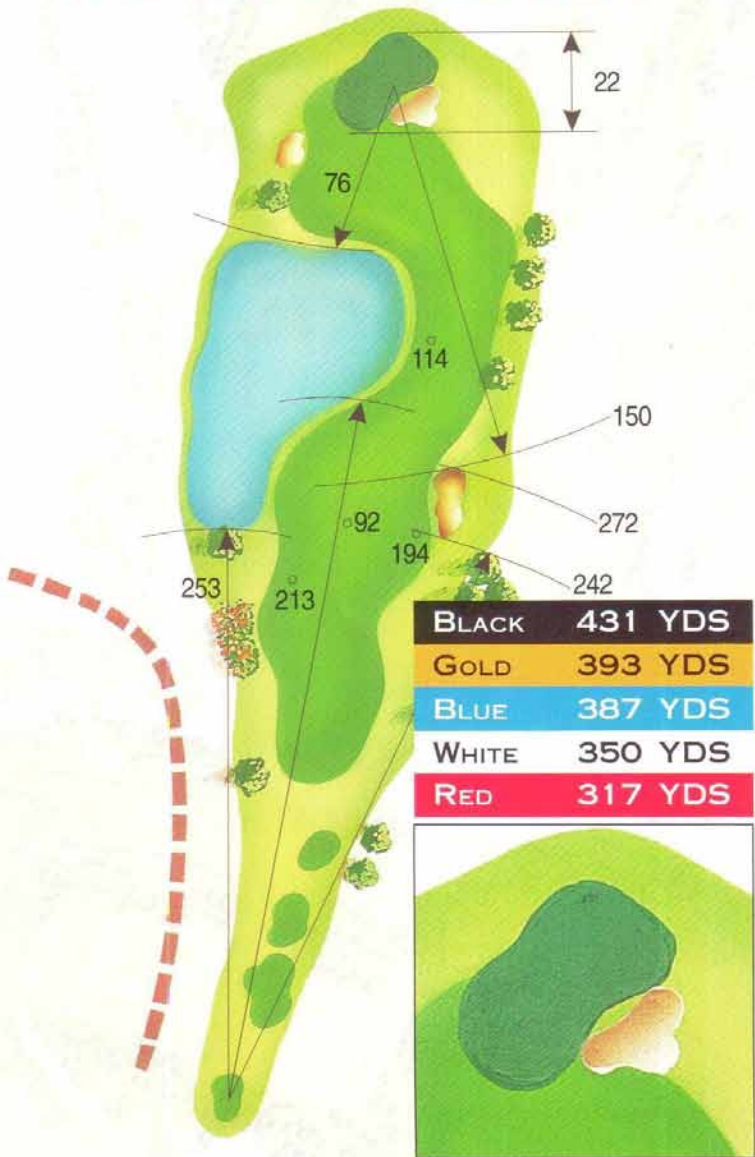 22
76
114
150
272
92
194
253
213
242
BLACK 431 YDS
GOLD 393 YDS
BLUE 387 YDS
WHITE 350 YDS
RED 317 YDS